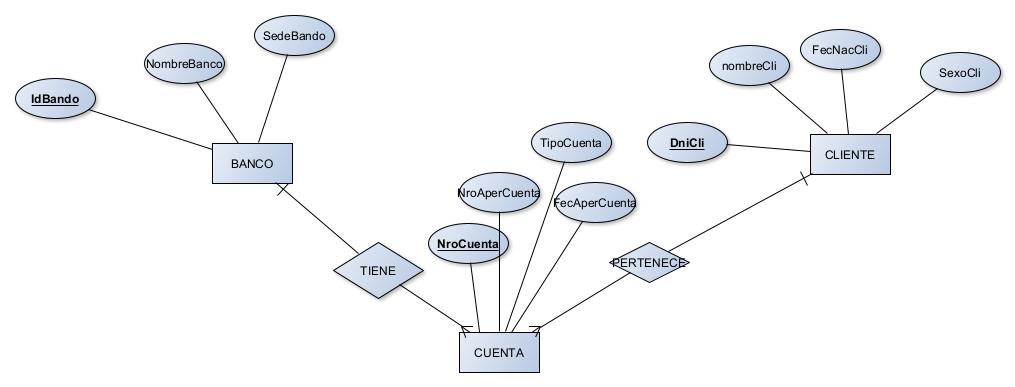 SedeBando
NombreBanco
IdBando
BANCO
FecNacCli
nombreCli
SexoCli
DniCli
CLIENTE
TipoCuenta
NroAperCuenta
FecAperCuenta
NroCuenta
TIENE
PERTENECE
CUENTA